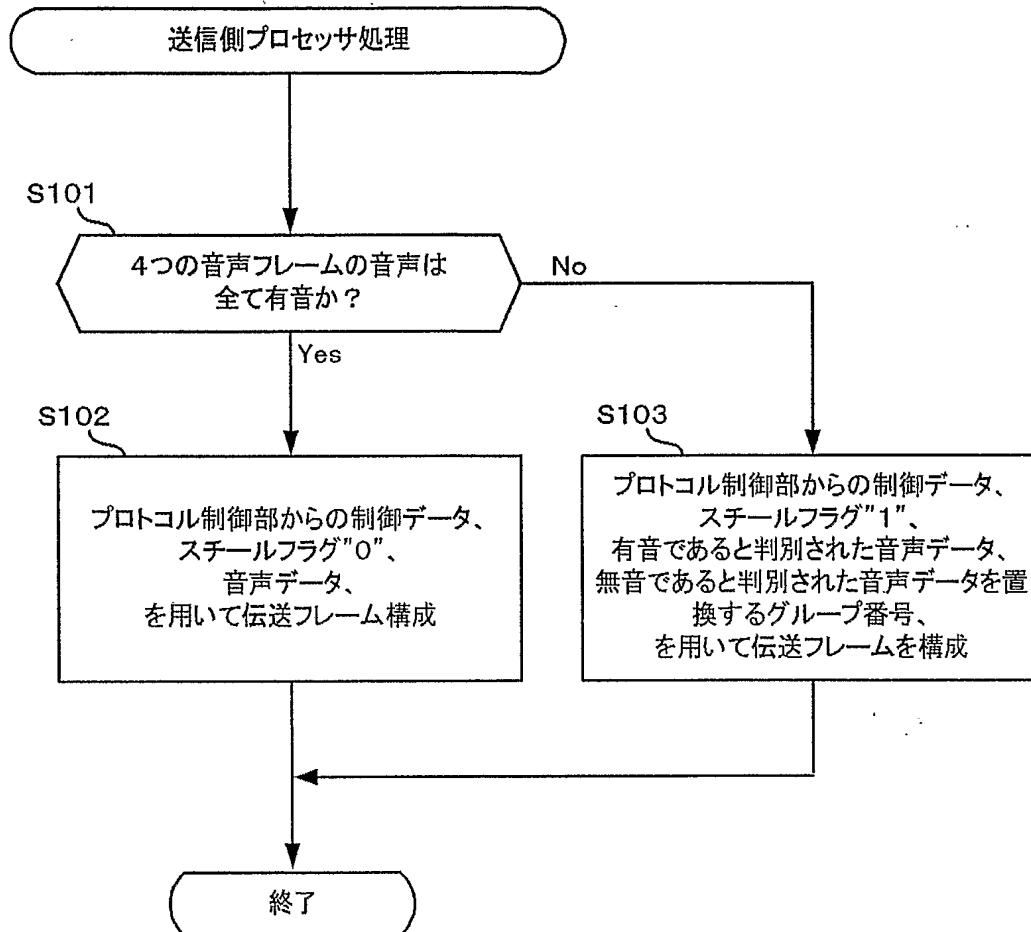 送信側プロセッサ処理
S101
4つの音声フレームの音声は
全て有音か？
No
Yes
S102
プロトコル制御部からの制御データ、
スチールフラグ"0"、
音声データ、
を用いて伝送フレーム構成
S103
プロトコル制御部からの制御データ、
スチールフラグ"1"、
有音であると判別された音声データ、
無音であると判別された音声データを置
換するグループ番号、
を用いて伝送フレームを構成
終了